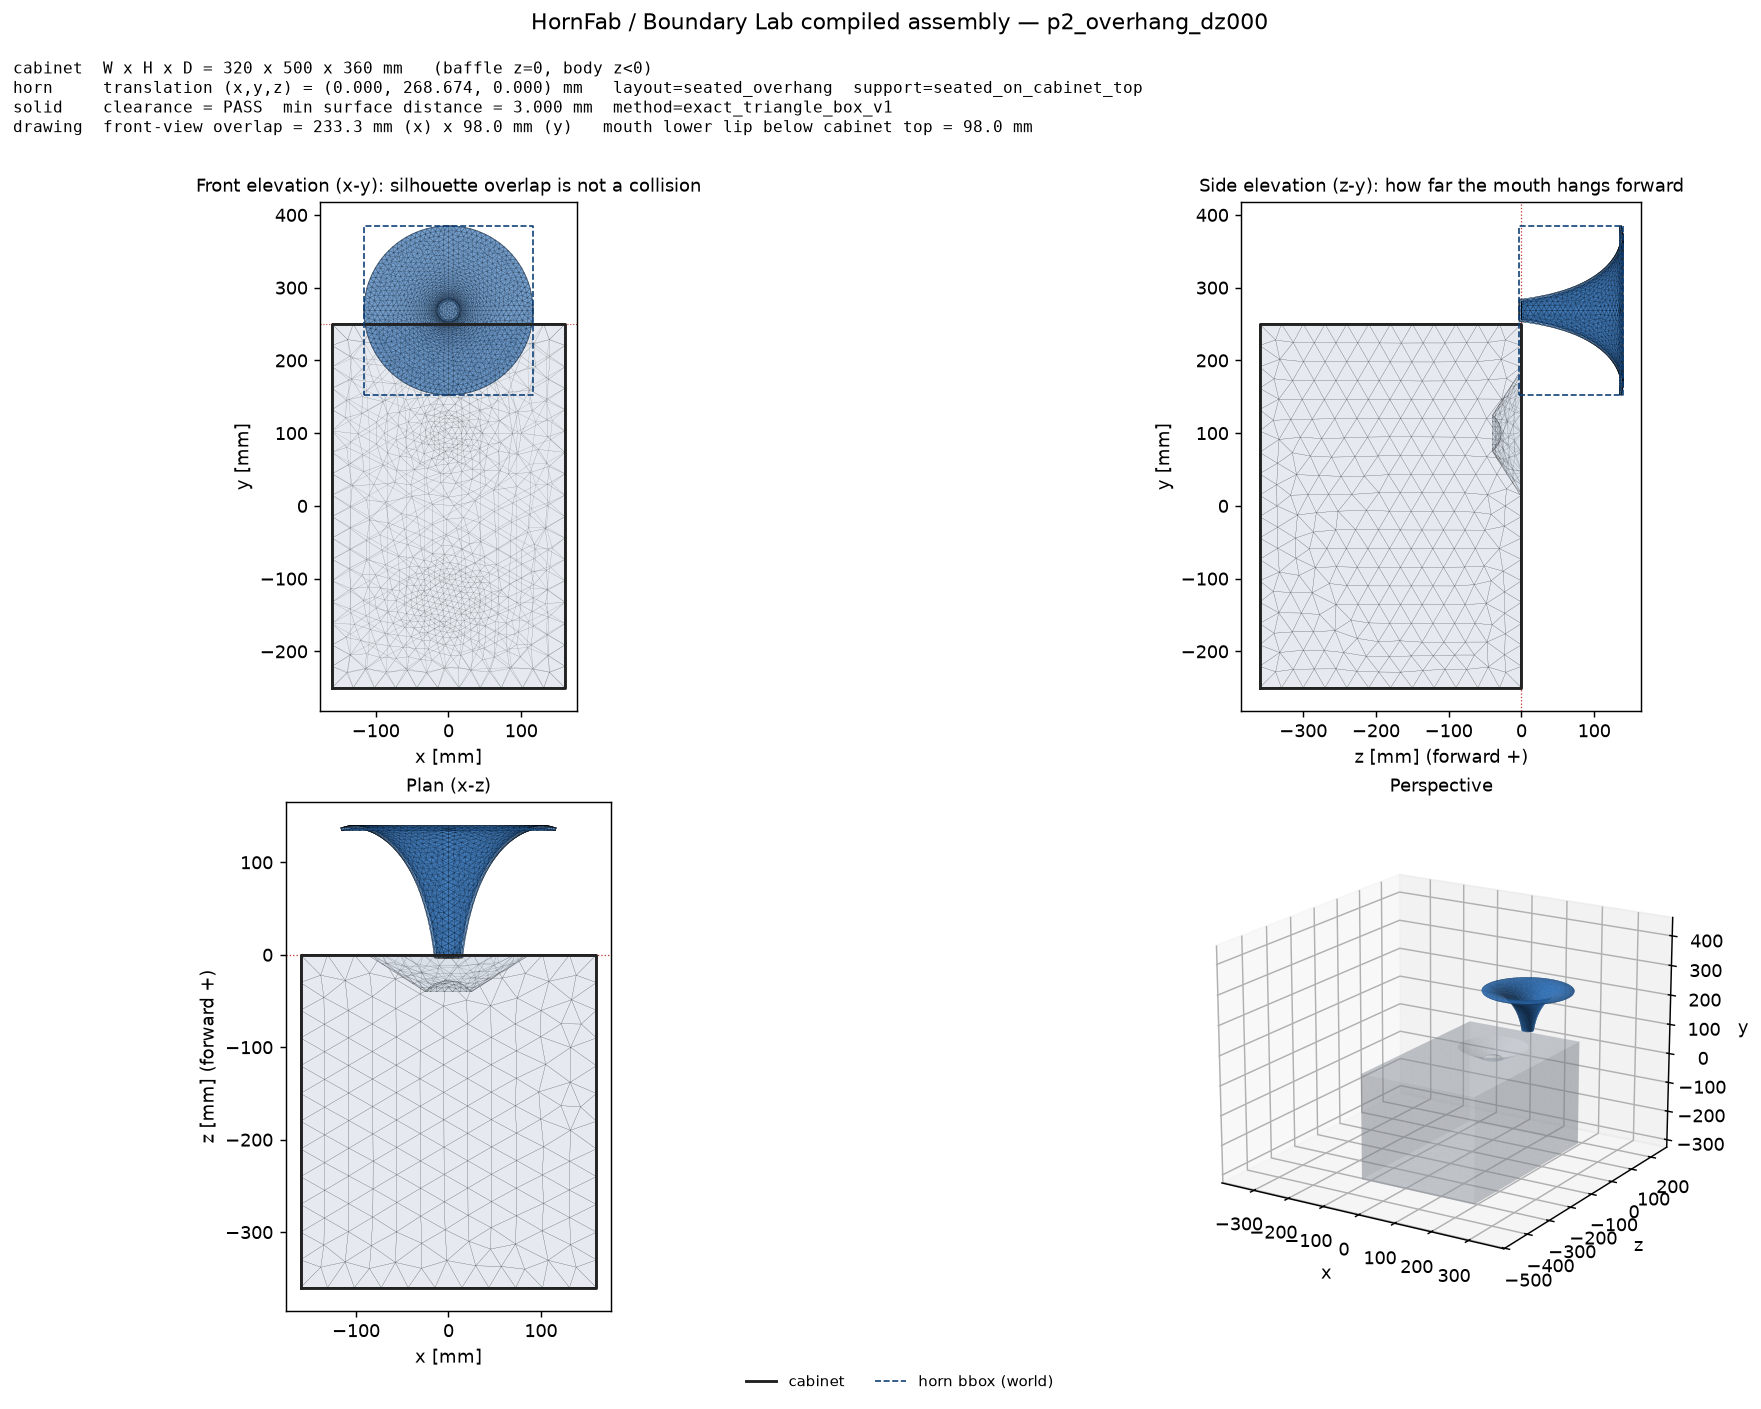 HornFab / Boundary Lab compiled assembly — p2_overhang_dz000
cabinet  W x H x D = 320 x 500 x 360 mm   (baffle z=0, body z<0)
horn     translation (x,y,z) = (0.000, 268.674, 0.000) mm   layout=seated_overhang  support=seated_on_cabinet_top
solid    clearance = PASS  min surface distance = 3.000 mm  method=exact_triangle_box_v1
drawing  front-view overlap = 233.3 mm (x) x 98.0 mm (y)   mouth lower lip below cabinet top = 98.0 mm
Front elevation (x-y): silhouette overlap is not a collision
400
300
200
100
0
−100
−200
y [mm]
−100 0 100
x [mm]
Side elevation (z-y): how far the mouth hangs forward
400
300
200
100
0
−100
−200
y [mm]
−300 −200 −100 0 100
z [mm] (forward +)
Plan (x-z)
100
0
−100
−200
−300
z [mm] (forward +)
−100 0 100
x [mm]
Perspective
400
300
200
100
0
−100
−200
−300
y
−300 −200 −100 0 100 200 300
x
200
100
0
−100
−200
−300
−400
−500
z
cabinet
horn bbox (world)